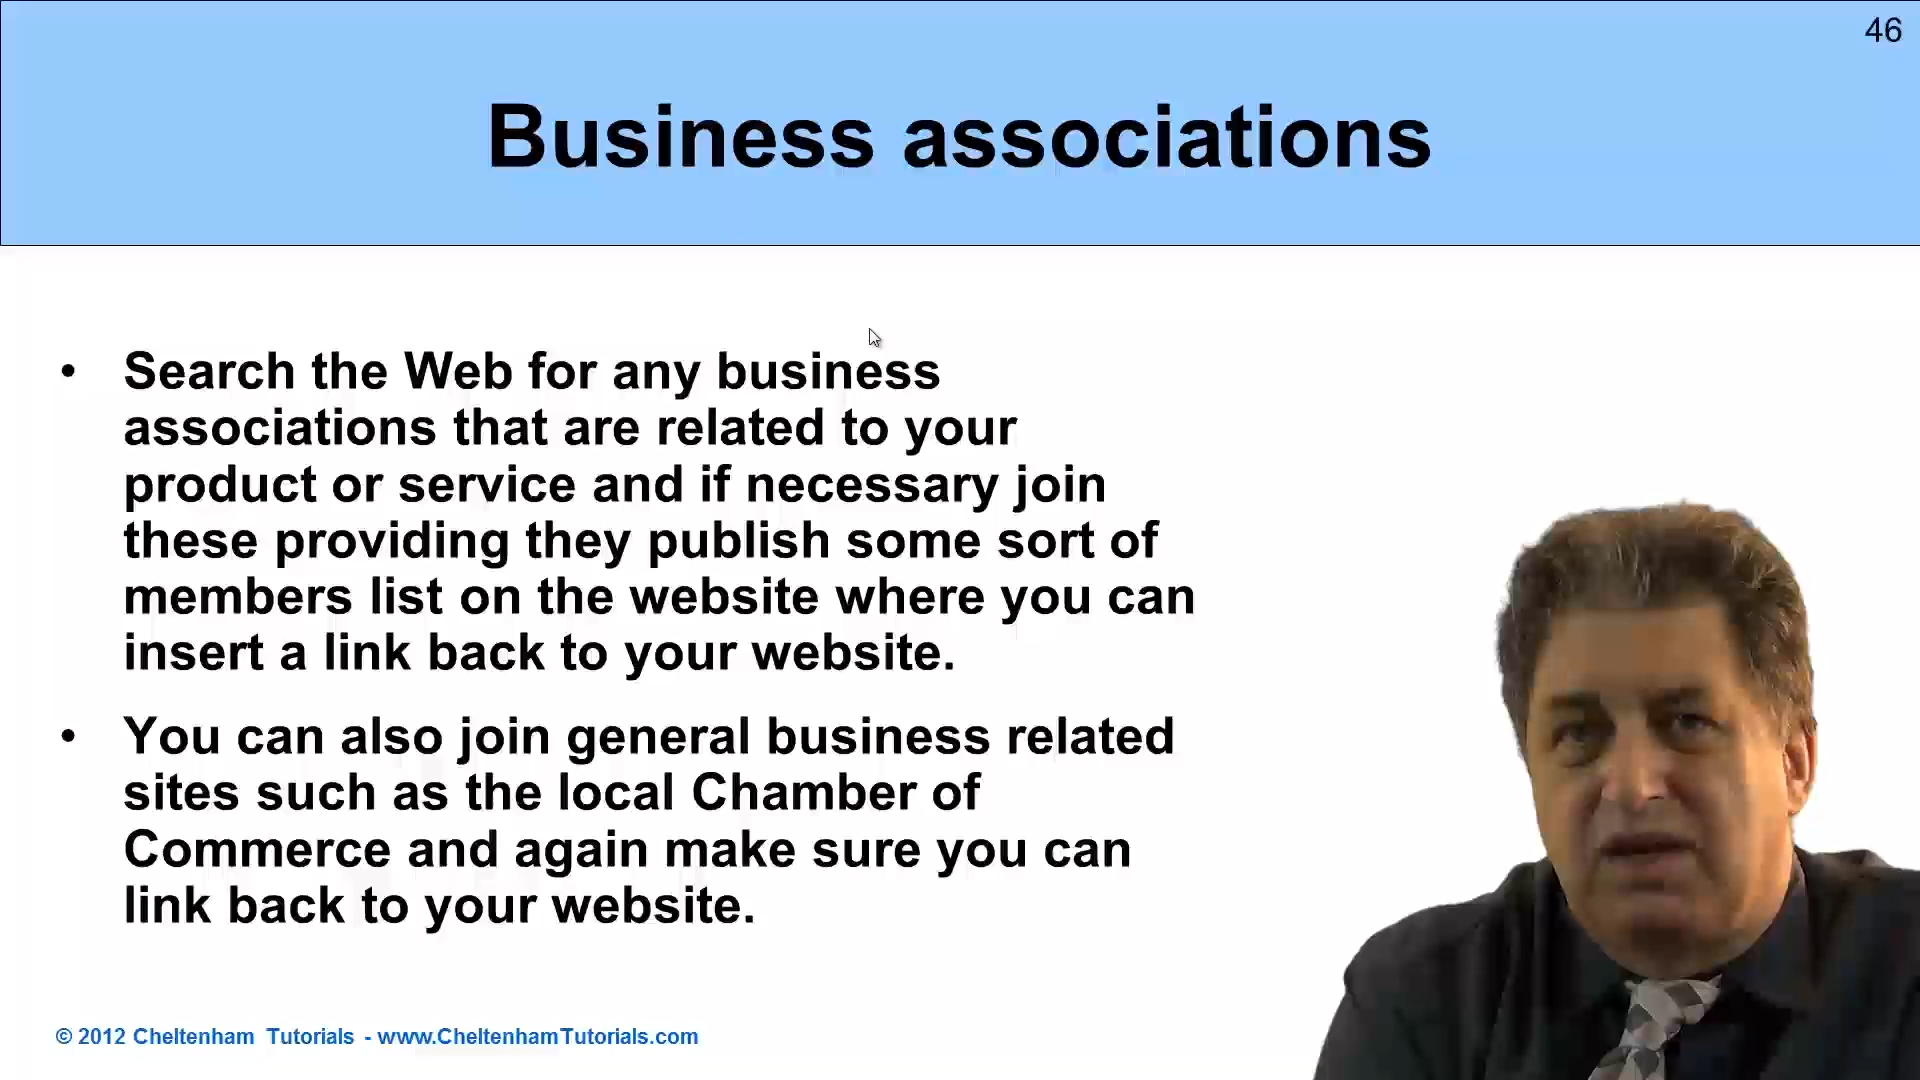 46
Business associations
• Search the Web for any business
associations that are related to your
product or service and if necessary join
these providing they publish some sort of
members list on the website where you can
insert a link back to your website.
• You can also join general business related
sites such as the local Chamber of
Commerce and again make sure you can
link back to your website.
© 2012 Cheltenham Tutorials - www.CheltenhamTutorials.com